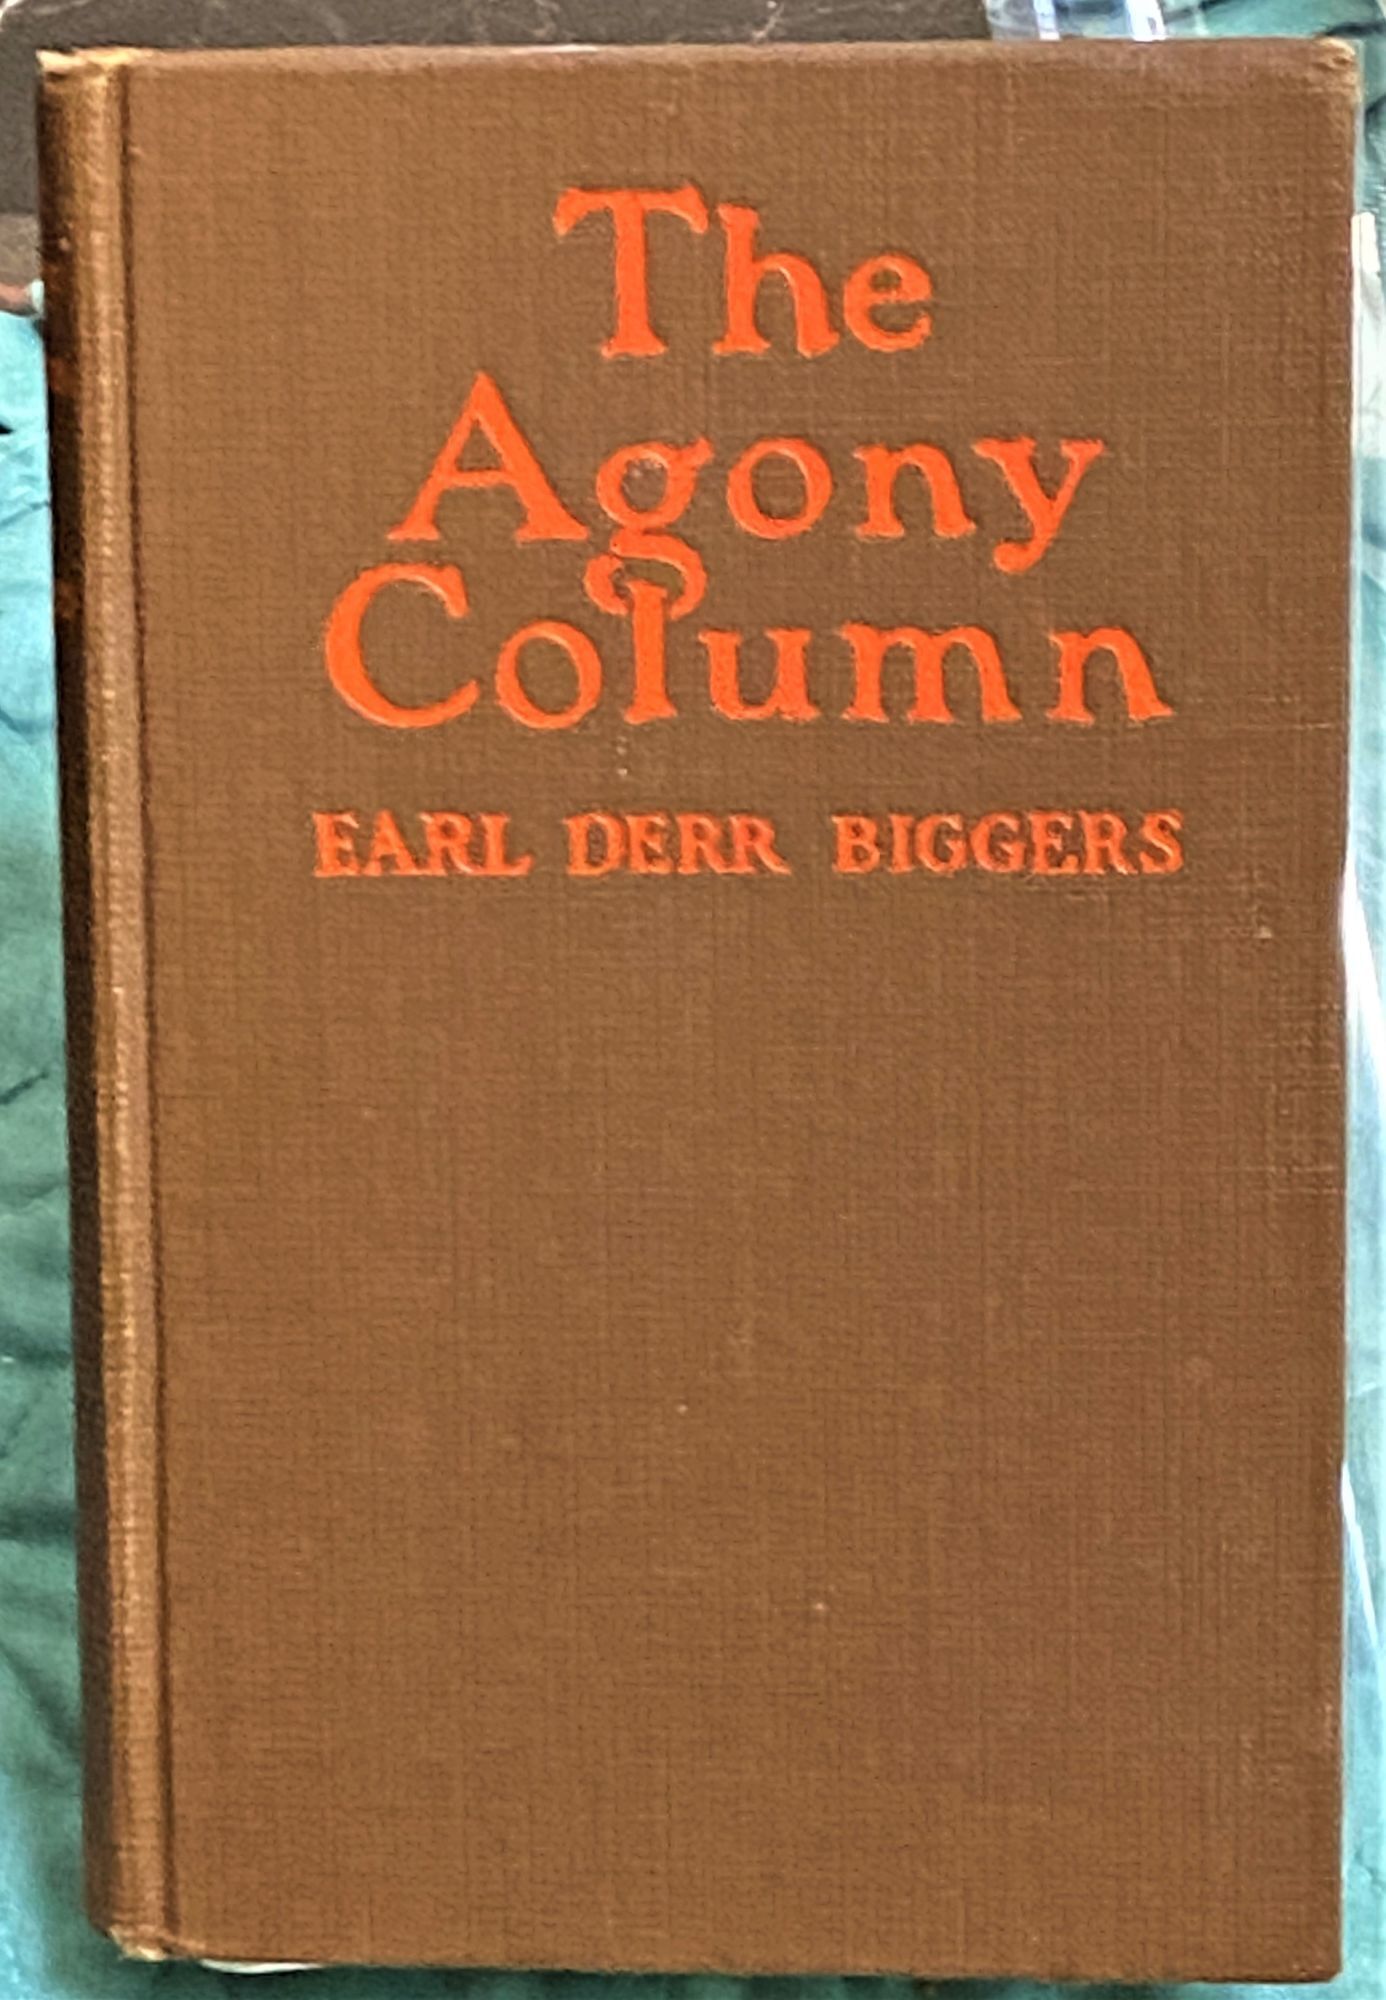 The
Agony
Column
EARL DERR BIGGERS